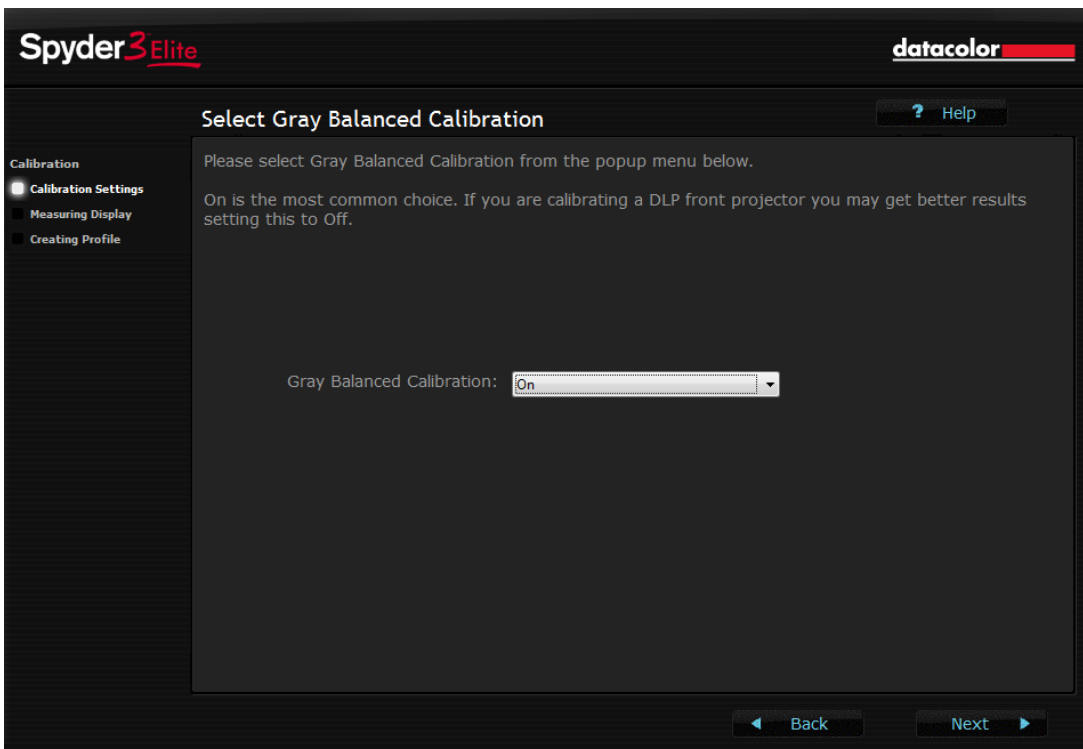 Spyder3Elite
datacolor
Select Gray Balanced Calibration
? Help
Calibration
Calibration Settings
Measuring Display
Creating Profile
Please select Gray Balanced Calibration from the popup menu below.
On is the most common choice. If you are calibrating a DLP front projector you may get better results
setting this to Off.
Gray Balanced Calibration: On
Back
Next